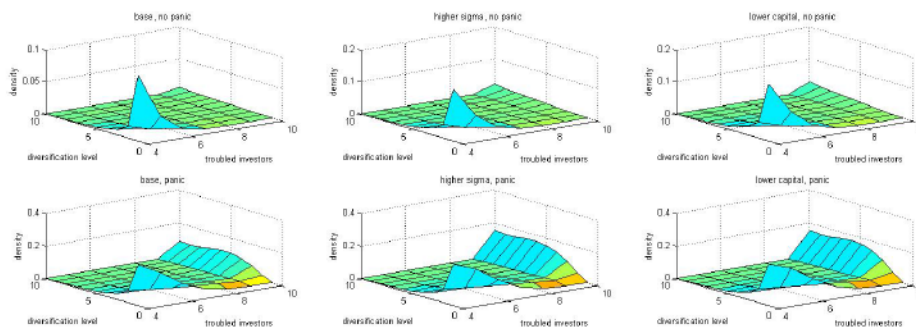 base, no panic
higher sigma, no panic
lower capital, no panic
0.1
0.05
0
density
10
5
0
diversification level
4
6
8
10
troubled investors
0.2
0.1
0
density
10
5
0
diversification level
4
6
8
10
troubled investors
0.2
0.1
0
density
10
5
0
diversification level
4
6
8
10
troubled investors
base, panic
higher sigma, panic
lower capital, panic
0.4
0.2
0
density
10
5
0
diversification level
4
6
8
10
troubled investors
0.4
0.2
0
density
10
5
0
diversification level
4
6
8
10
troubled investors
0.4
0.2
0
density
10
5
0
diversification level
4
6
8
10
troubled investors